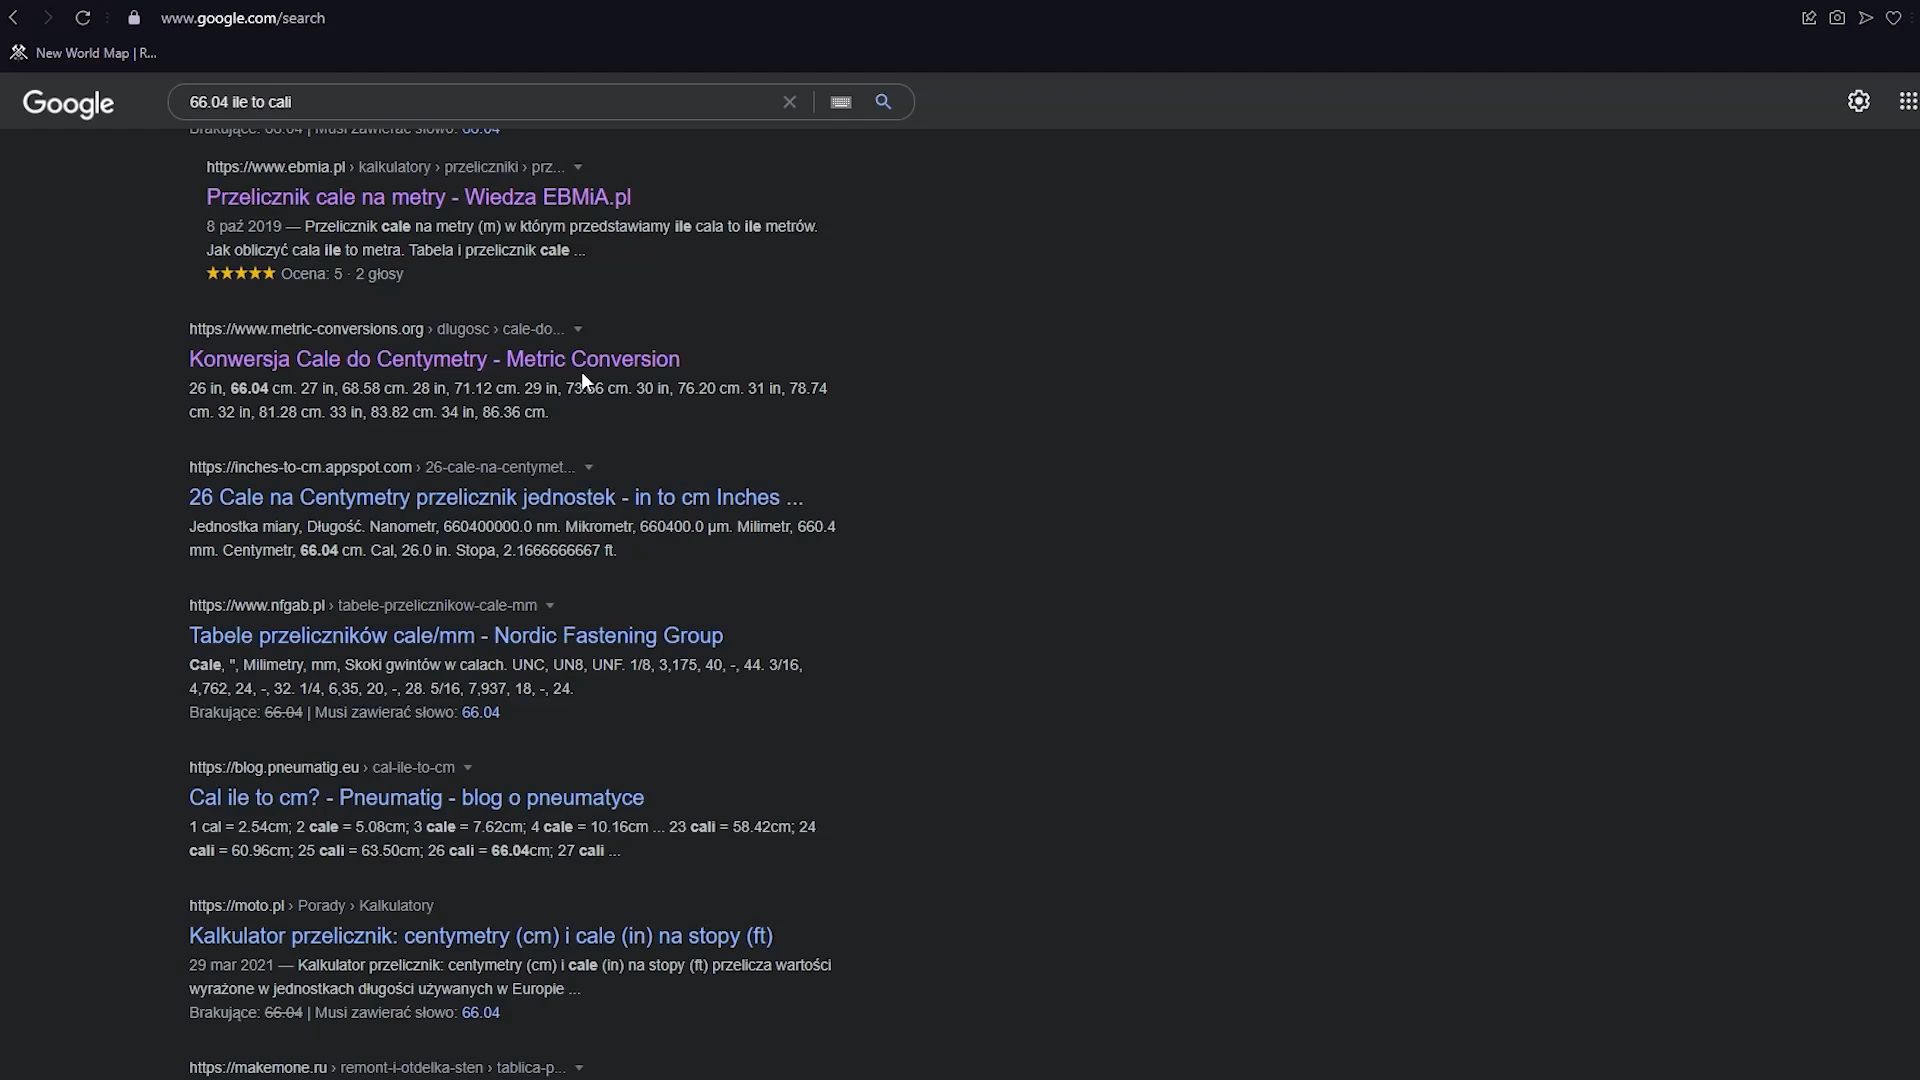 www.google.com/search
New World Map | R...
Google
66.04 ile to cali
Brakujące: 66.04 | Musi zawierać słowo: 66.04
https://www.ebmia.pl › kalkulatory › przeliczniki › prz...
Przelicznik cale na metry - Wiedza EBMiA.pl
8 paź 2019 — Przelicznik cale na metry (m) w którym przedstawiamy ile cala to ile metrów.
Jak obliczyć cala ile to metra. Tabela i przelicznik cale ...
★★★★★ Ocena: 5 · 2 głosy
https://www.metric-conversions.org › dlugosc › cale-do...
Konwersja Cale do Centymetry - Metric Conversion
26 in, 66.04 cm. 27 in, 68.58 cm. 28 in, 71.12 cm. 29 in, 73.66 cm. 30 in, 76.20 cm. 31 in, 78.74
cm. 32 in, 81.28 cm. 33 in, 83.82 cm. 34 in, 86.36 cm.
https://inches-to-cm.appspot.com › 26-cale-na-centymet...
26 Cale na Centymetry przelicznik jednostek - in to cm Inches ...
Jednostka miary, Długość. Nanometr, 660400000.0 nm. Mikrometr, 660400.0 µm. Milimetr, 660.4
mm. Centymetr, 66.04 cm. Cal, 26.0 in. Stopa, 2.1666666667 ft.
https://www.nfgab.pl › tabele-przelicznikow-cale-mm
Tabele przeliczników cale/mm - Nordic Fastening Group
Cale, ", Milimetry, mm, Skoki gwintów w calach. UNC, UN8, UNF. 1/8, 3,175, 40, -, 44. 3/16,
4,762, 24, -, 32. 1/4, 6,35, 20, -, 28. 5/16, 7,937, 18, -, 24.
Brakujące: 66.04 | Musi zawierać słowo: 66.04
https://blog.pneumatig.eu › cal-ile-to-cm
Cal ile to cm? - Pneumatig - blog o pneumatyce
1 cal = 2.54cm; 2 cale = 5.08cm; 3 cale = 7.62cm; 4 cale = 10.16cm ... 23 cali = 58.42cm; 24
cali = 60.96cm; 25 cali = 63.50cm; 26 cali = 66.04cm; 27 cali ...
https://moto.pl › Porady › Kalkulatory
Kalkulator przelicznik: centymetry (cm) i cale (in) na stopy (ft)
29 mar 2021 — Kalkulator przelicznik: centymetry (cm) i cale (in) na stopy (ft) przelicza wartości
wyrażone w jednostkach długości używanych w Europie ...
Brakujące: 66.04 | Musi zawierać słowo: 66.04
https://makemone.ru › remont-i-otdelka-sten › tablica-p...